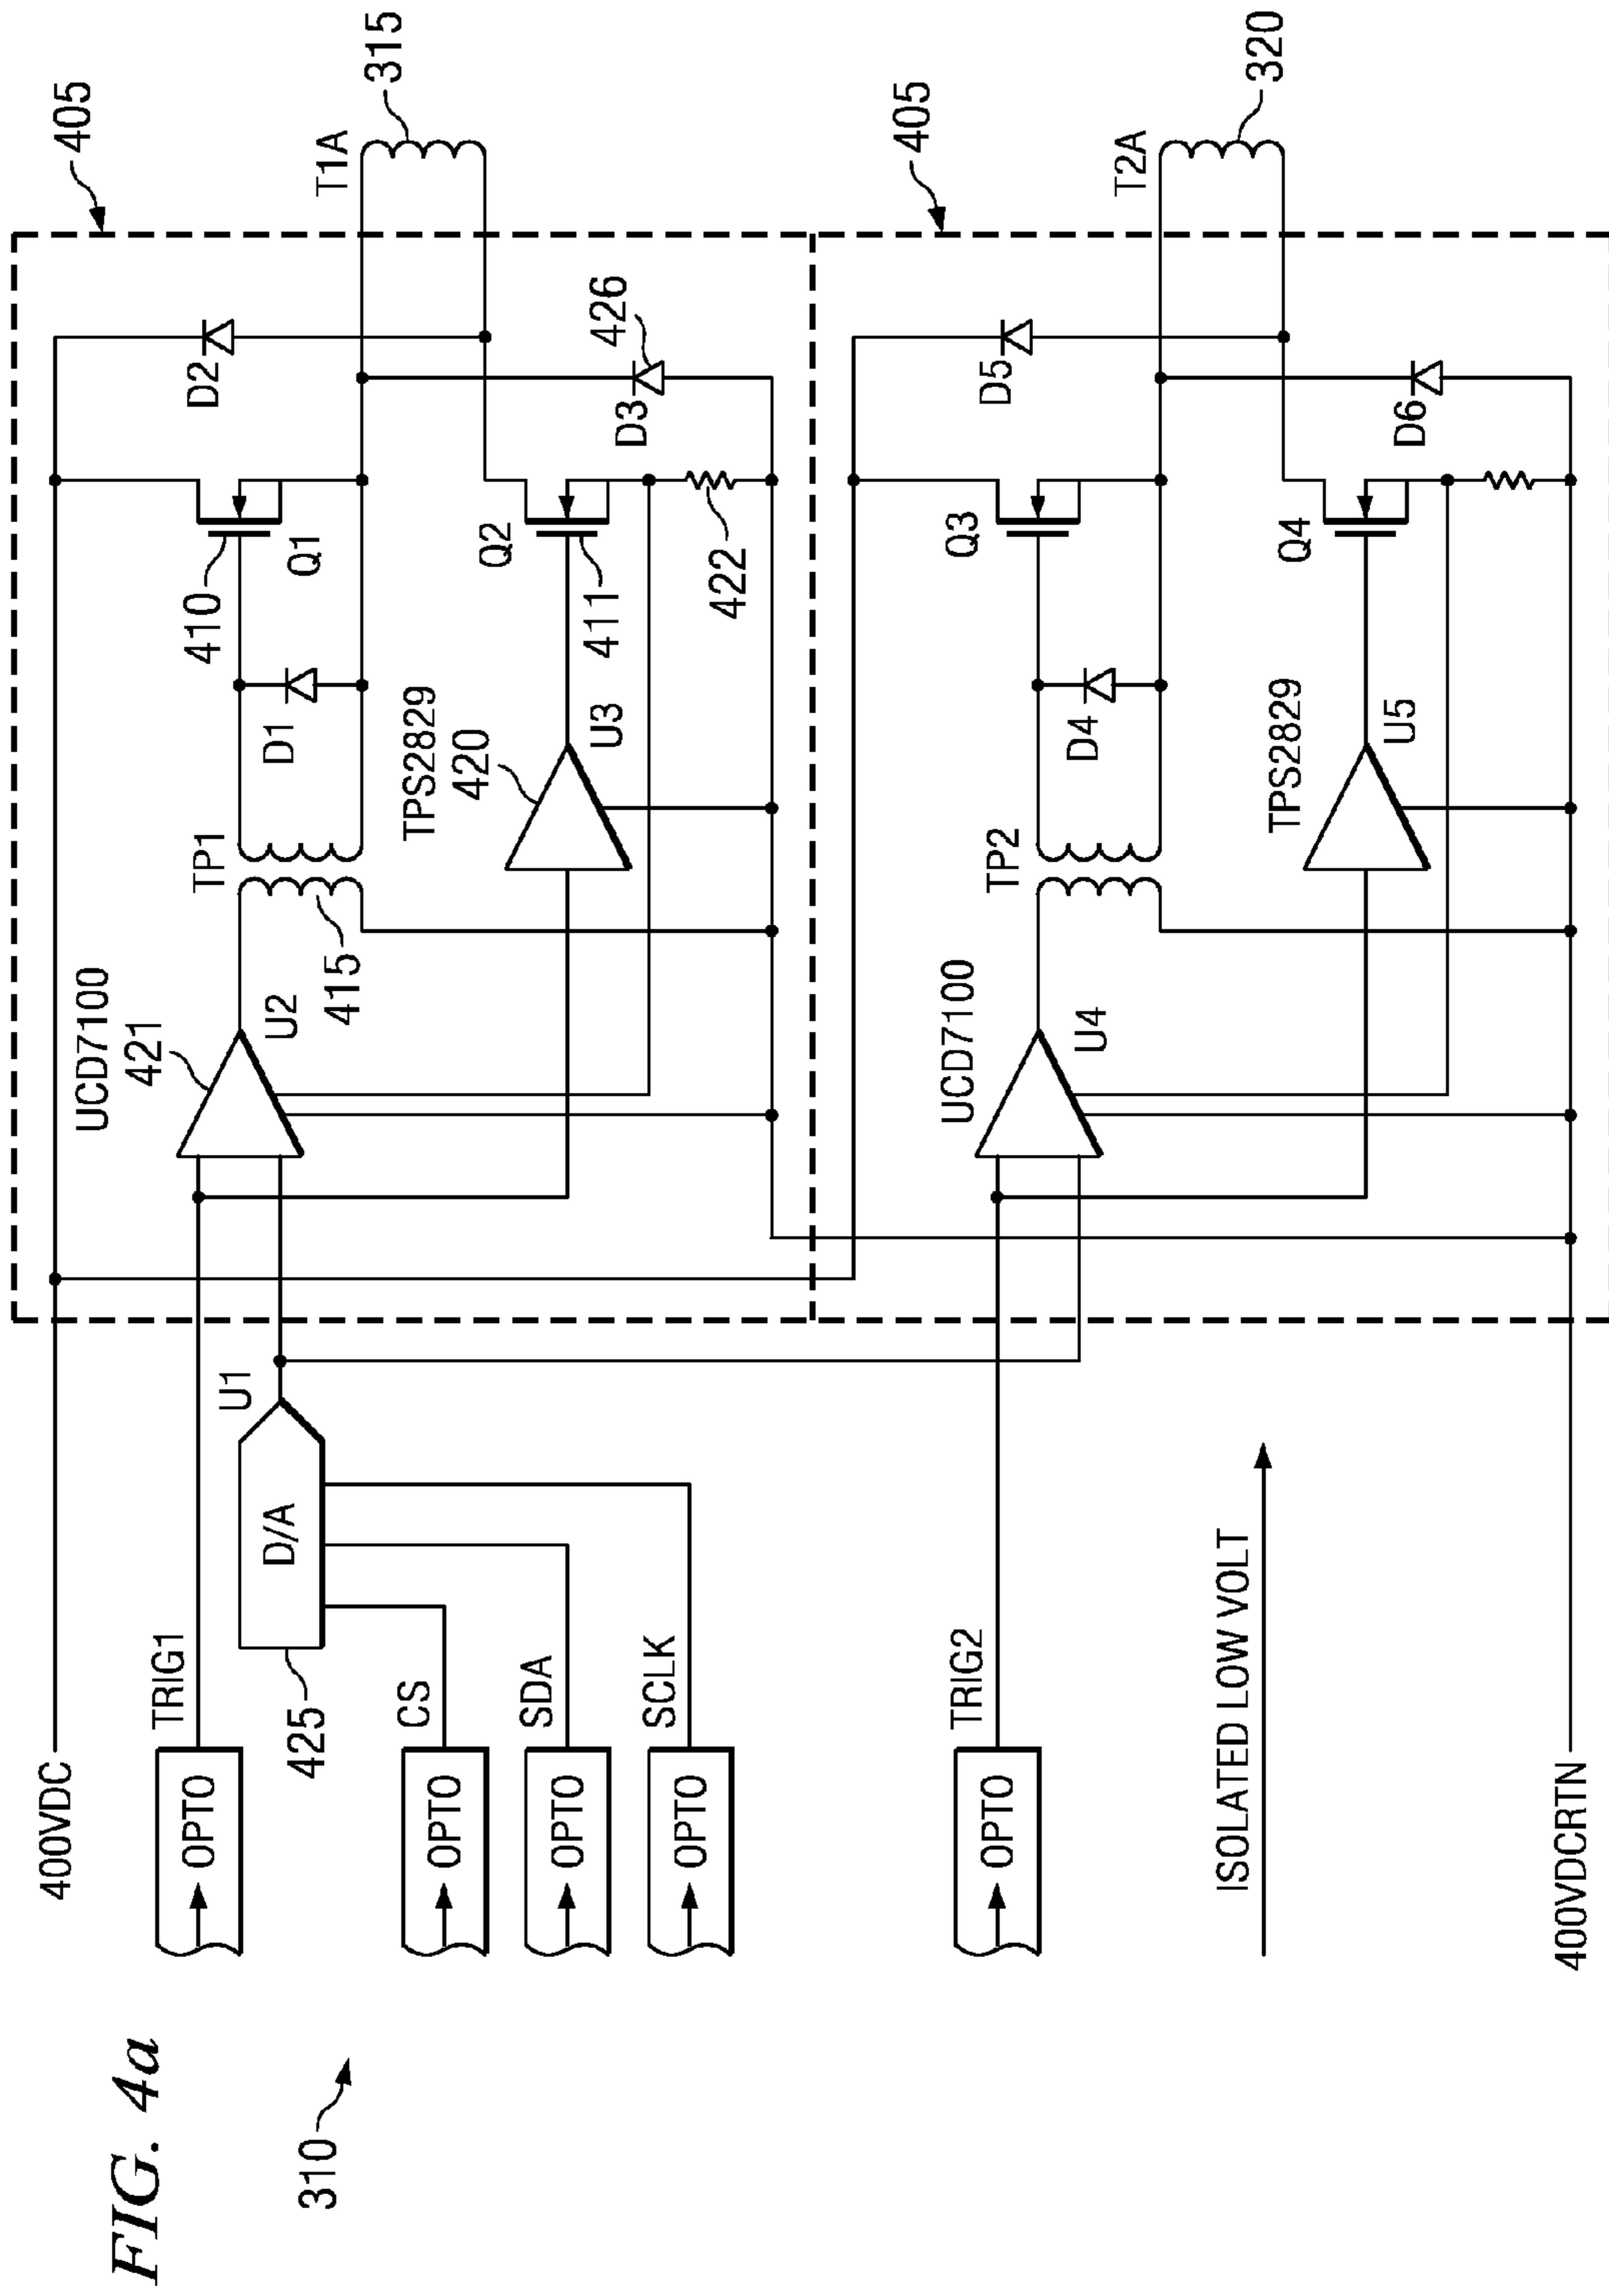 FIG. 4a
310
400VDC
OPTO
TRIG1
D/A
425
U1
OPTO
CS
OPTO
SDA
OPTO
SCLK
OPTO
TRIG2
ISOLATED LOW VOLT
400VDCRTN
405
UCD7100
421
U2
415
TP1
D1
410
Q1
D2
T1A
315
TPS2829
420
U3
Q2
411
422
D3
426
405
UCD7100
U4
TP2
D4
Q3
D5
T2A
320
TPS2829
U5
Q4
D6